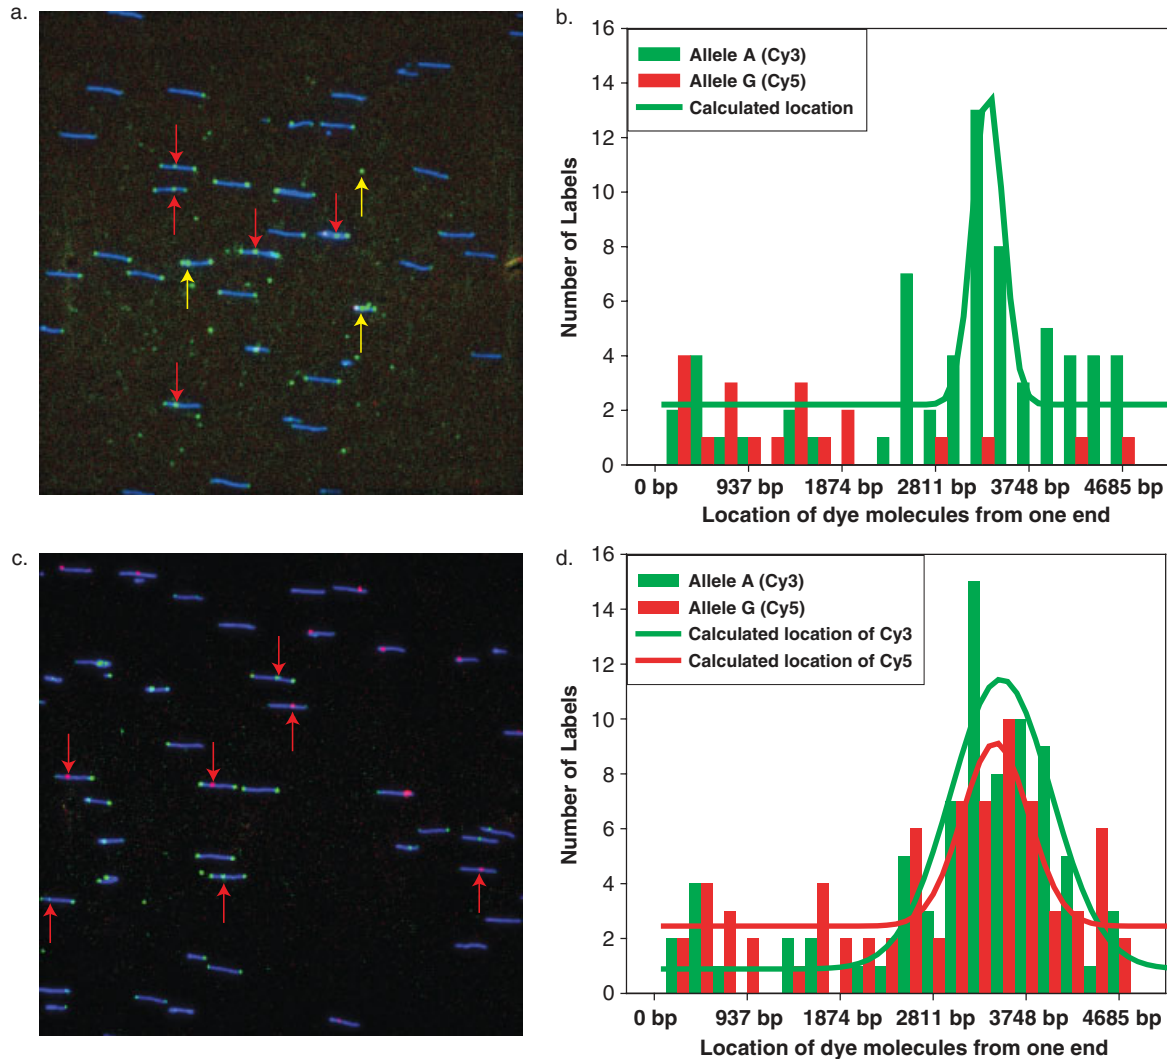 a.
b.
16
14
12
10
8
6
4
2
0
Number of Labels
Allele A (Cy3)
Allele G (Cy5)
Calculated location
0 bp 937 bp 1874 bp 2811 bp 3748 bp 4685 bp
Location of dye molecules from one end
c.
d.
16
14
12
10
8
6
4
2
0
Number of Labels
Allele A (Cy3)
Allele G (Cy5)
Calculated location of Cy3
Calculated location of Cy5
0 bp 937 bp 1874 bp 2811 bp 3748 bp 4685 bp
Location of dye molecules from one end